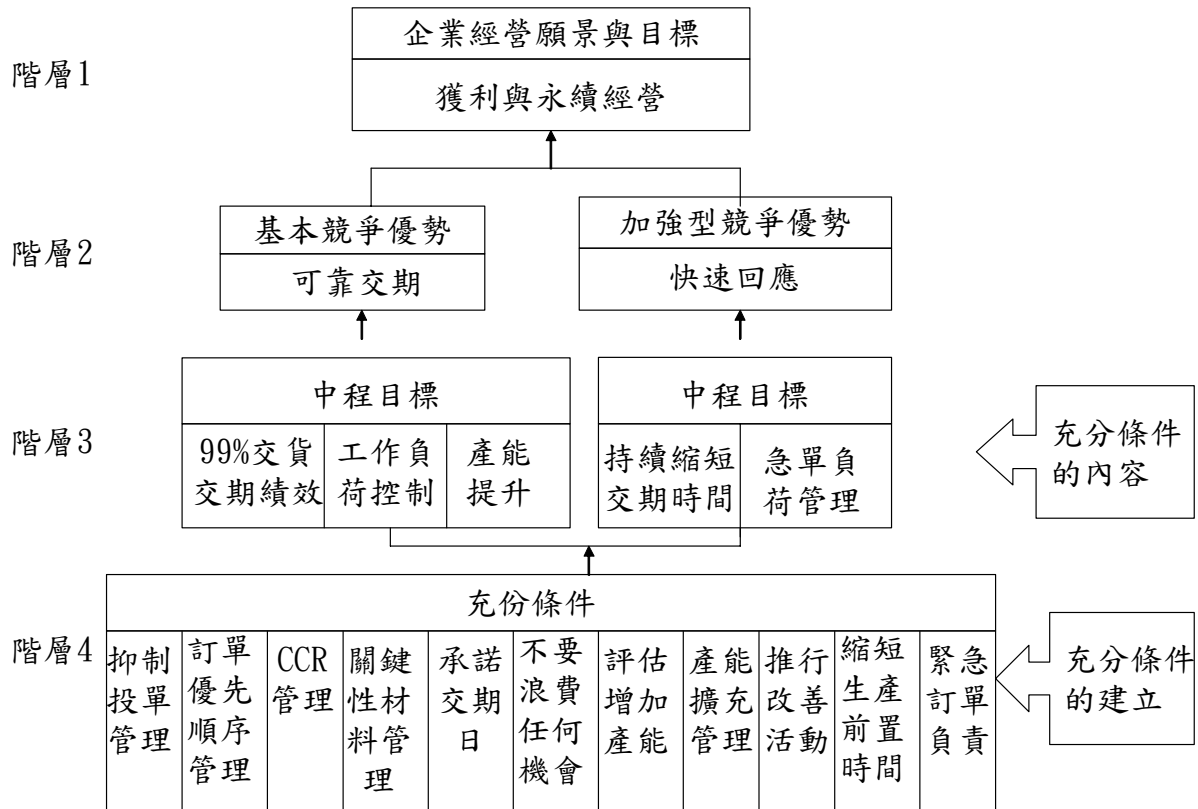 企業經營願景與目標
階層1
獲利與永續經營
基本競爭優勢
加強型競爭優勢
階層2
可靠交期
快速回應
中程目標
中程目標
階層3
99%交貨
交期績效
工作負
荷控制
產能
提升
持續縮短
交期時間
急單負
荷管理
充分條件
的內容
充份條件
階層4
抑制
投單
管理
訂單
優先
順序
管理
CCR
管理
關鍵
性材
料管
理
承諾
交期
日
不要
浪費
任何
機會
評估
增加
產能
產能
擴充
管理
推行
改善
活動
縮短
生產
前置
時間
緊急
訂單
負責
充分條件
的建立